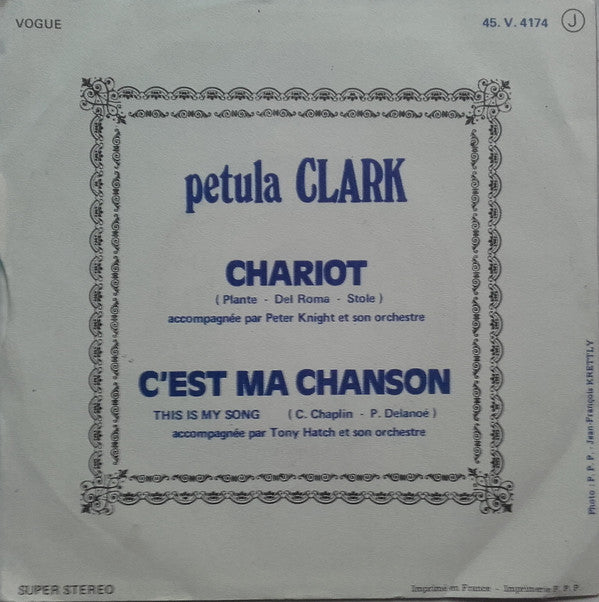 VOGUE
45. V. 4174 J
petula CLARK
CHARIOT
( Plante - Del Roma - Stole )
accompagnée par Peter Knight et son orchestre
C'EST MA CHANSON
THIS IS MY SONG ( C. Chaplin - P. Delanoé )
accompagnée par Tony Hatch et son orchestre
Photo : P. P. P. - Jean-François KRETTLY
SUPER STEREO
Imprimé en France - Imprimerie P. P. P.